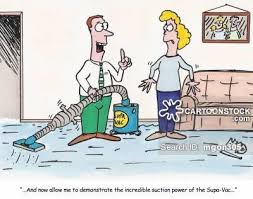 SUPA
VAC
CARTOONSTOCK
.com
Search ID: mgon305
"...And now allow me to demonstrate the incredible suction power of the Supa-Vac..."